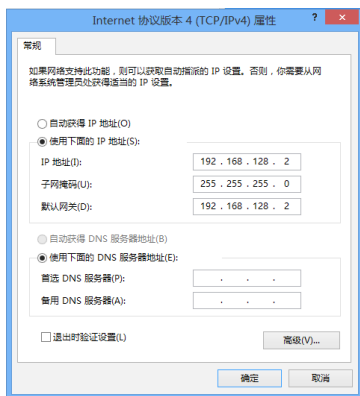 Internet 协议版本 4 (TCP/IPv4) 属性 ? ×
常规
如果网络支持此功能，则可以获取自动指派的 IP 设置。否则，你需要从网
络系统管理员处获得适当的 IP 设置。
自动获得 IP 地址(O)
使用下面的 IP 地址(S):
IP 地址(I): 192 . 168 . 128 . 2
子网掩码(U): 255 . 255 . 255 . 0
默认网关(D): 192 . 168 . 128 . 2
自动获得 DNS 服务器地址(B)
使用下面的 DNS 服务器地址(E):
首选 DNS 服务器(P): . . .
备用 DNS 服务器(A): . . .
退出时验证设置(L) 高级(V)...
确定 取消